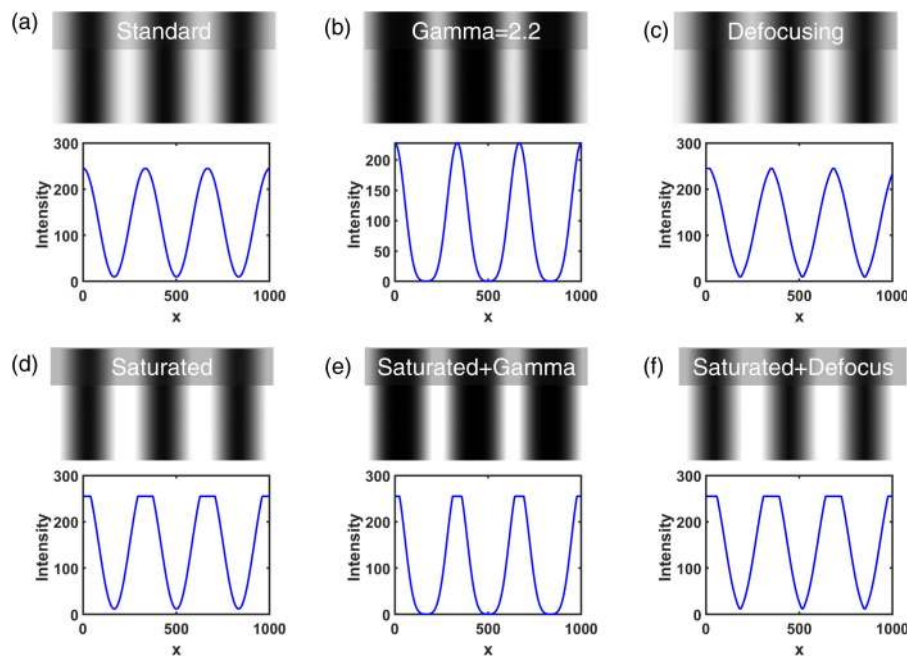 (a) Standard
(b) Gamma=2.2
(c) Defocusing
300
200
100
0
Intensity
0 500 1000
x
200
150
100
50
0
Intensity
0 500 1000
x
300
200
100
0
Intensity
0 500 1000
x
(d) Saturated
(e) Saturated+Gamma
(f) Saturated+Defocus
300
200
100
0
Intensity
0 500 1000
x
300
200
100
0
Intensity
0 500 1000
x
300
200
100
0
Intensity
0 500 1000
x